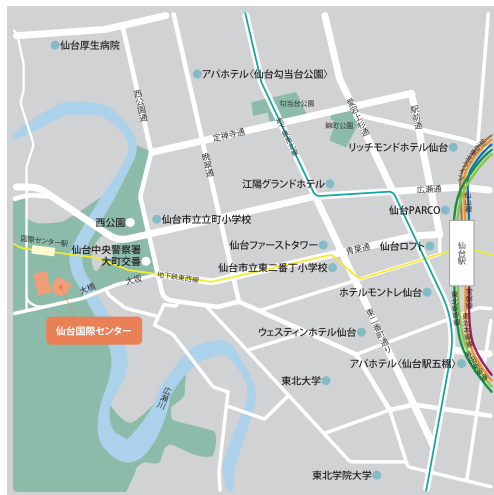 仙台厚生病院
アパホテル〈仙台勾当台公園〉
西公園通
勾当台公園
錦町公園
愛宕上杉通
駅前通
定禅寺通
晩翠通
リッチモンドホテル仙台
江陽グランドホテル
広瀬通
仙山線
仙台PARCO
西公園
仙台市立立町小学校
国際センター駅
仙台中央警察署
大町交番
仙台ファーストタワー
青葉通
仙台ロフト
仙台駅
地下鉄東西線
仙台市立東二番丁小学校
大橋
大坂
ホテルモントレ仙台
仙台国際センター
ウェスティンホテル仙台
東二番丁通り
アパホテル〈仙台駅五橋〉
東北大学
広瀬川
東北学院大学